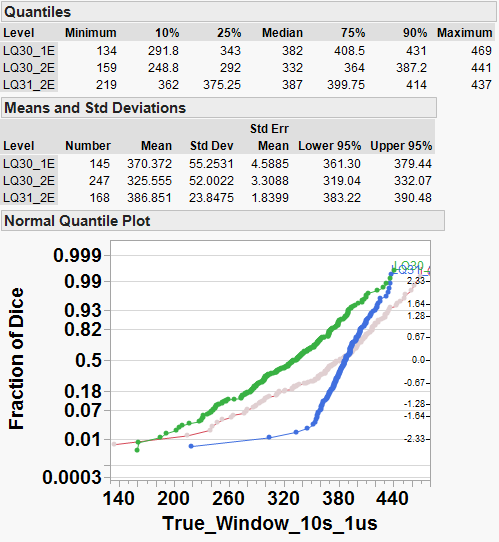 Quantiles
Level Minimum 10% 25% Median 75% 90% Maximum
LQ30_1E 134 291.8 343 382 408.5 431 469
LQ30_2E 159 248.8 292 332 364 387.2 441
LQ31_2E 219 362 375.25 387 399.75 414 437
Means and Std Deviations
Std Err
Level Number Mean Std Dev Mean Lower 95% Upper 95%
LQ30_1E 145 370.372 55.2531 4.5885 361.30 379.44
LQ30_2E 247 325.555 52.0022 3.3088 319.04 332.07
LQ31_2E 168 386.851 23.8475 1.8399 383.22 390.48
Normal Quantile Plot
0.999
LQ30
LQ31
0.99 2.33
0.93 1.64
1.28
0.82
0.67
0.5 0.0
0.18 -0.67
0.07 -1.28
-1.64
0.01 -2.33
0.0003
140 200 260 320 380 440
Fraction of Dice
True_Window_10s_1us